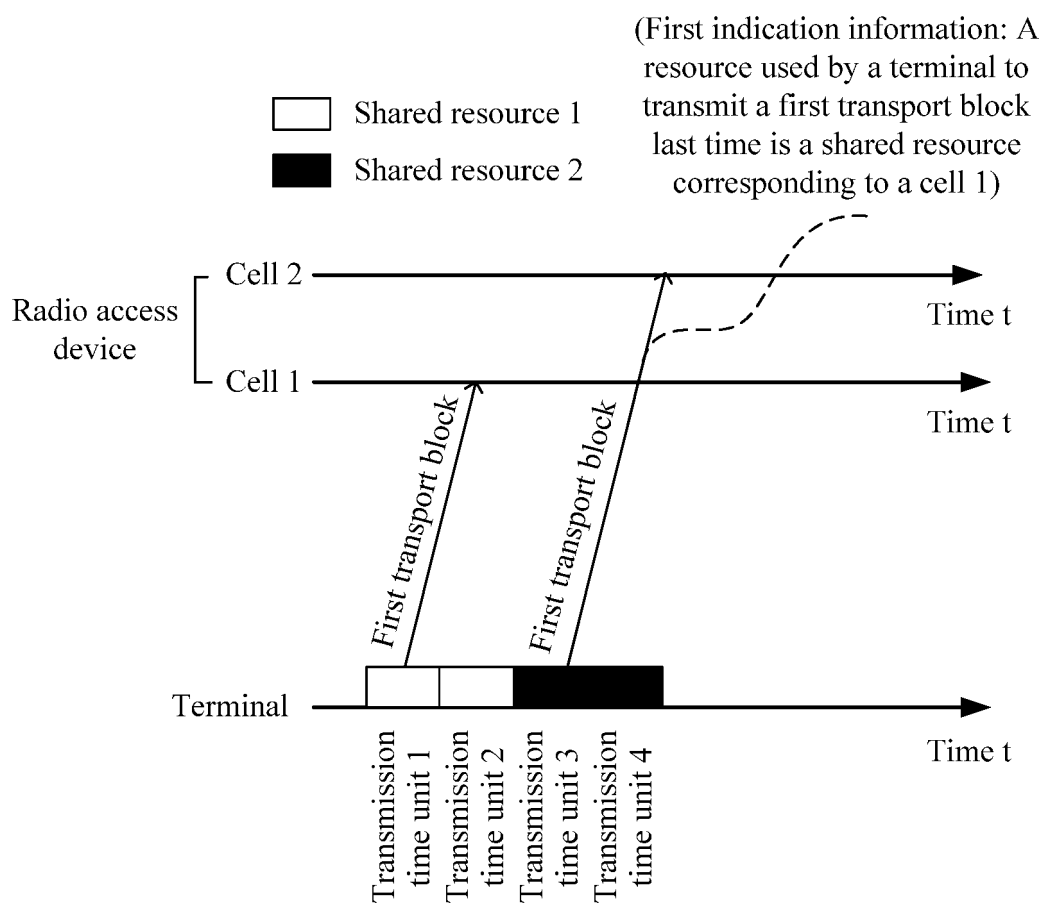 (First indication information: A
resource used by a terminal to
transmit a first transport block
last time is a shared resource
corresponding to a cell 1)
Shared resource 1
Shared resource 2
Radio access
device
Cell 2
Time t
Cell 1
Time t
First transport block
First transport block
Terminal
Time t
Transmission
time unit 1
Transmission
time unit 2
Transmission
time unit 3
Transmission
time unit 4